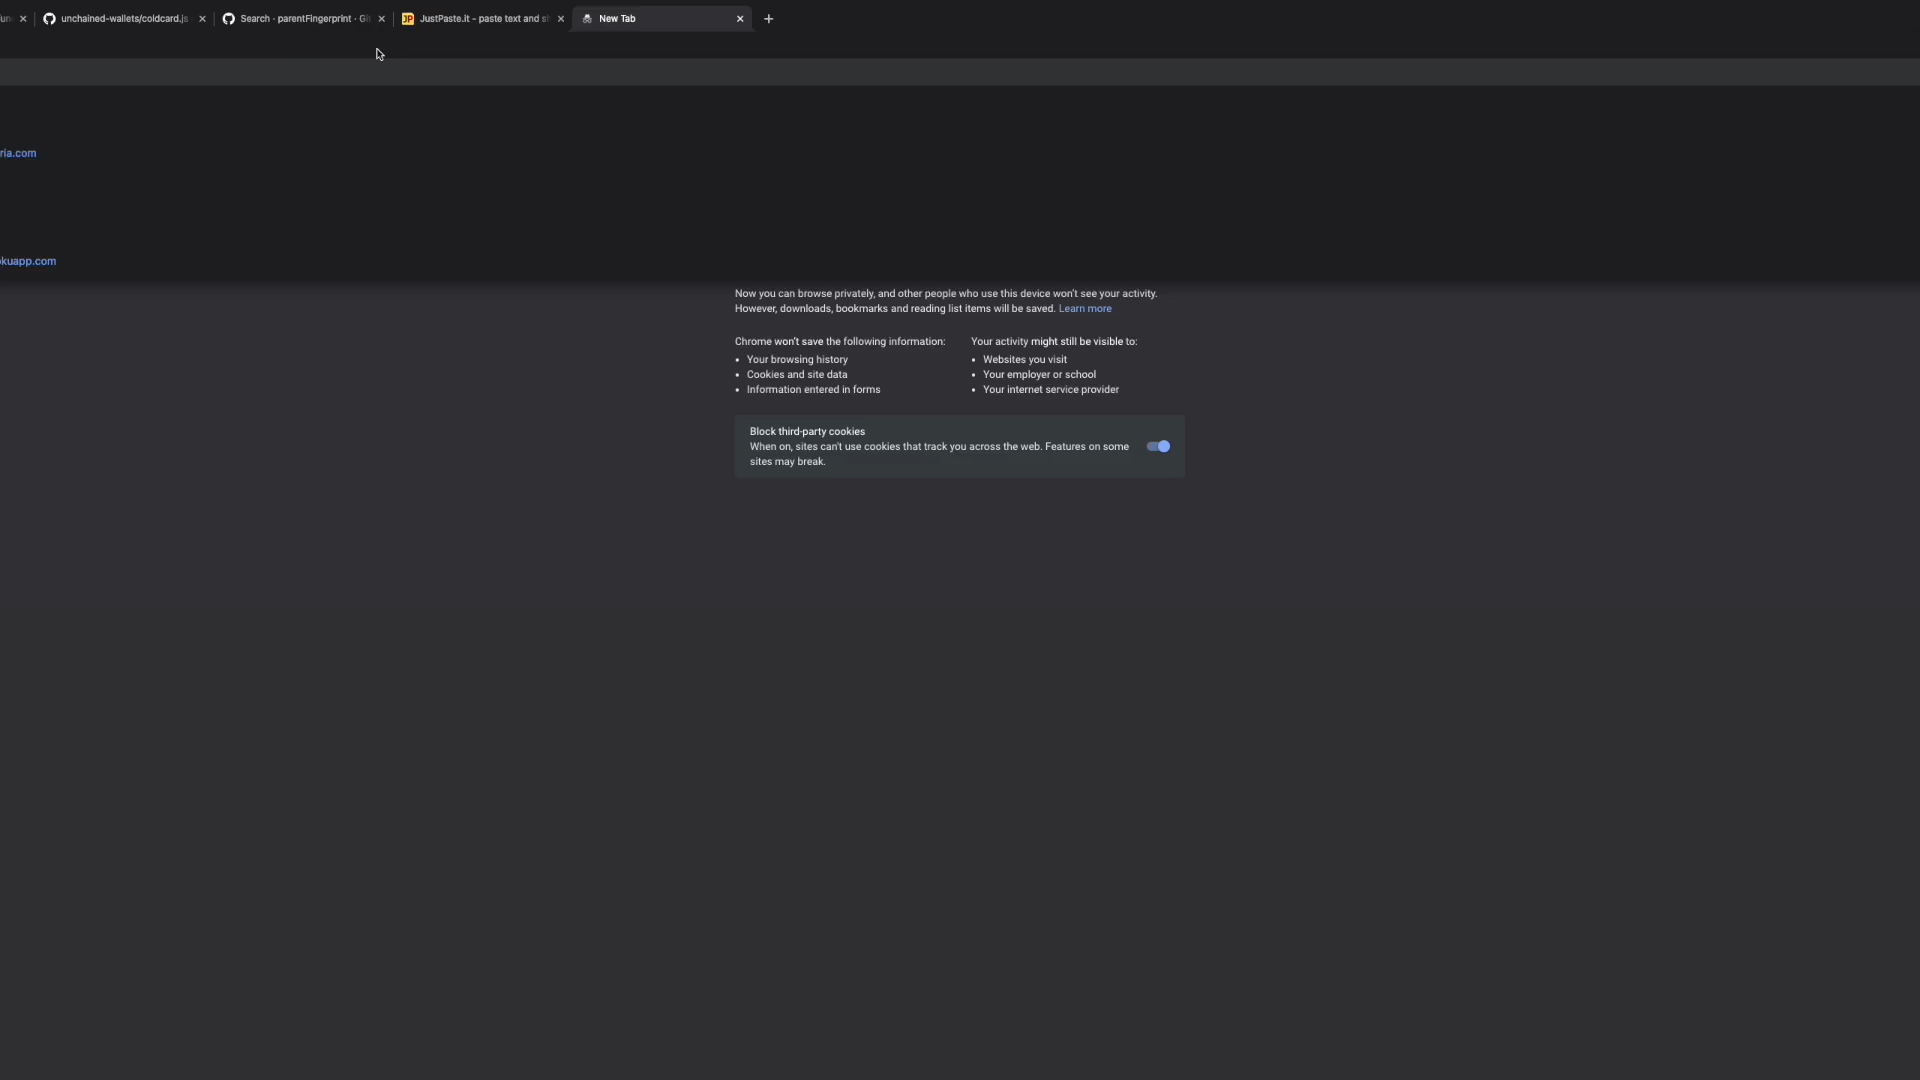 unchained-wallets/coldcard.js
Search · parentFingerprint · Gi
JustPaste.it - paste text and s
New Tab
ria.com
kuapp.com
Now you can browse privately, and other people who use this device won't see your activity.
However, downloads, bookmarks and reading list items will be saved. Learn more
Chrome won't save the following information:
Your browsing history
Cookies and site data
Information entered in forms
Your activity might still be visible to:
Websites you visit
Your employer or school
Your internet service provider
Block third-party cookies
When on, sites can't use cookies that track you across the web. Features on some
sites may break.